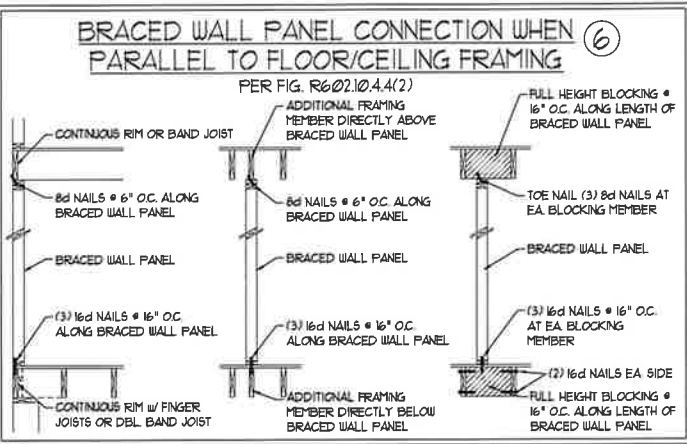 BRACED WALL PANEL CONNECTION WHEN
PARALLEL TO FLOOR/CEILING FRAMING
6
PER FIG. R602.10.4.4(2)
CONTINUOUS RIM OR BAND JOIST
8d NAILS @ 6" O.C. ALONG
BRACED WALL PANEL
BRACED WALL PANEL
(3) 16d NAILS @ 16" O.C.
ALONG BRACED WALL PANEL
CONTINUOUS RIM W/ FINGER
JOISTS OR DBL. BAND JOIST
ADDITIONAL FRAMING
MEMBER DIRECTLY ABOVE
BRACED WALL PANEL
8d NAILS @ 6" O.C. ALONG
BRACED WALL PANEL
BRACED WALL PANEL
(3) 16d NAILS @ 16" O.C.
ALONG BRACED WALL PANEL
ADDITIONAL FRAMING
MEMBER DIRECTLY BELOW
BRACED WALL PANEL
FULL HEIGHT BLOCKING @
16" O.C. ALONG LENGTH OF
BRACED WALL PANEL
TOE NAIL (3) 8d NAILS AT
EA. BLOCKING MEMBER
BRACED WALL PANEL
(3) 16d NAILS @ 16" O.C.
AT EA. BLOCKING
MEMBER
(2) 16d NAILS EA. SIDE
FULL HEIGHT BLOCKING @
16" O.C. ALONG LENGTH OF
BRACED WALL PANEL